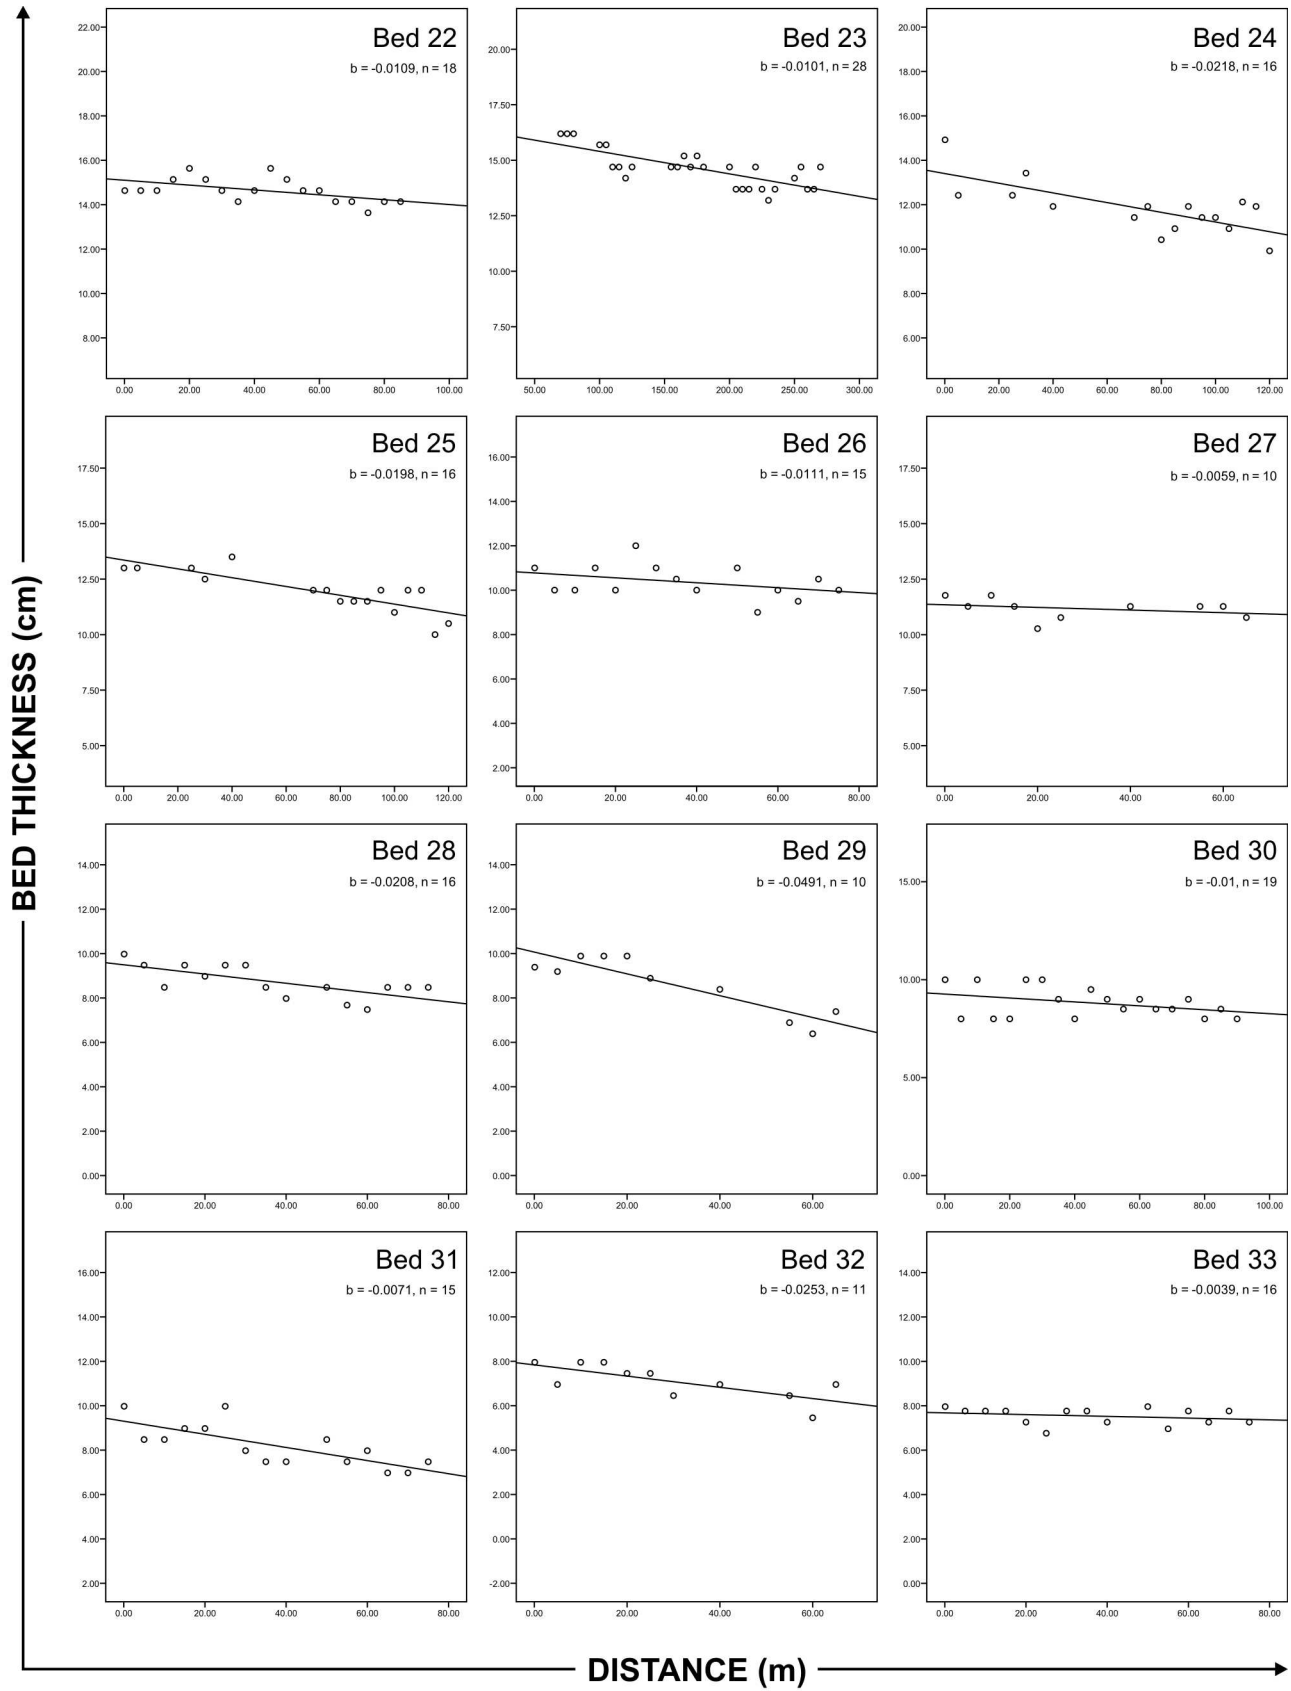 BED THICKNESS (cm)
Bed 22
b = -0.0109, n = 18
22.00
20.00
18.00
16.00
14.00
12.00
10.00
8.00
0.00 20.00 40.00 60.00 80.00 100.00
Bed 23
b = -0.0101, n = 28
20.00
17.50
15.00
12.50
10.00
7.50
50.00 100.00 150.00 200.00 250.00 300.00
Bed 24
b = -0.0218, n = 16
20.00
18.00
16.00
14.00
12.00
10.00
8.00
6.00
0.00 20.00 40.00 60.00 80.00 100.00 120.00
Bed 25
b = -0.0198, n = 16
17.50
15.00
12.50
10.00
7.50
5.00
0.00 20.00 40.00 60.00 80.00 100.00 120.00
Bed 26
b = -0.0111, n = 15
16.00
14.00
12.00
10.00
8.00
6.00
4.00
2.00
0.00 20.00 40.00 60.00 80.00
Bed 27
b = -0.0059, n = 10
17.50
15.00
12.50
10.00
7.50
5.00
0.00 20.00 40.00 60.00
Bed 28
b = -0.0208, n = 16
14.00
12.00
10.00
8.00
6.00
4.00
2.00
0.00
0.00 20.00 40.00 60.00 80.00
Bed 29
b = -0.0491, n = 10
14.00
12.00
10.00
8.00
6.00
4.00
2.00
0.00
0.00 20.00 40.00 60.00
Bed 30
b = -0.01, n = 19
15.00
10.00
5.00
0.00
0.00 20.00 40.00 60.00 80.00 100.00
Bed 31
b = -0.0071, n = 15
16.00
14.00
12.00
10.00
8.00
6.00
4.00
2.00
0.00 20.00 40.00 60.00 80.00
Bed 32
b = -0.0253, n = 11
12.00
10.00
8.00
6.00
4.00
2.00
0.00
-2.00
0.00 20.00 40.00 60.00
Bed 33
b = -0.0039, n = 16
14.00
12.00
10.00
8.00
6.00
4.00
2.00
0.00
0.00 20.00 40.00 60.00 80.00
DISTANCE (m)